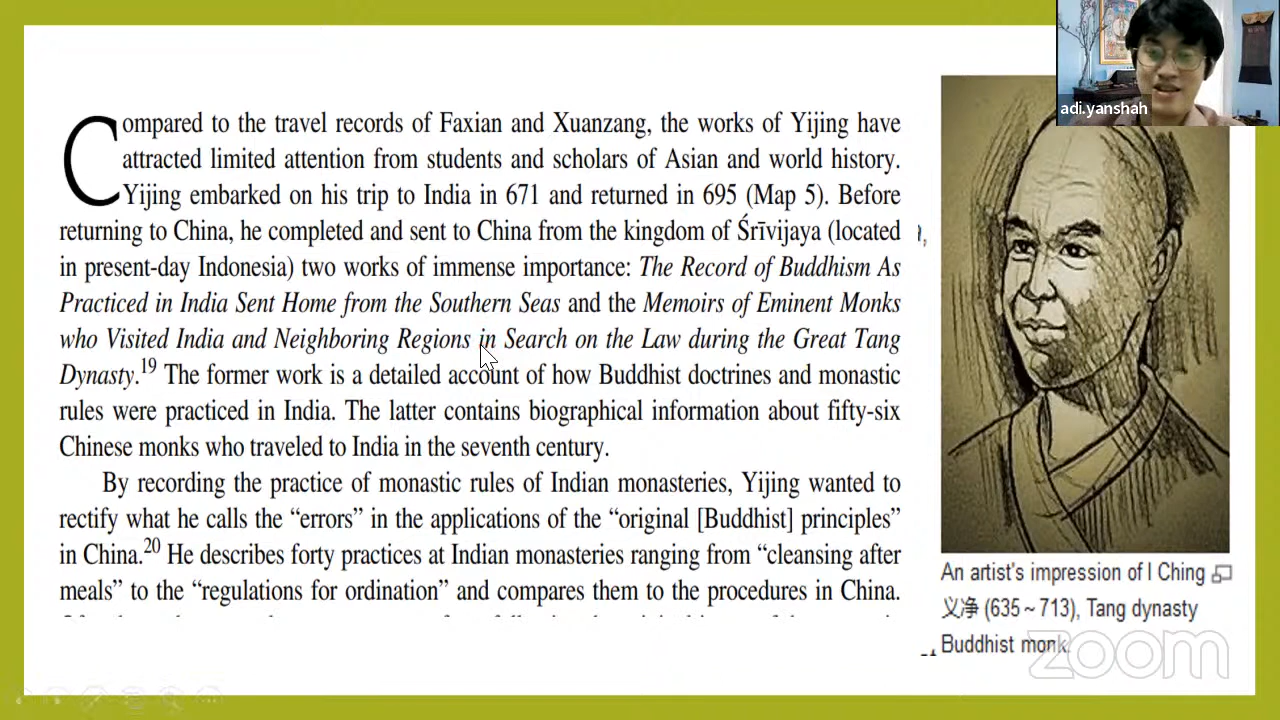 adi.yanshah
Compared to the travel records of Faxian and Xuanzang, the works of Yijing have
attracted limited attention from students and scholars of Asian and world history.
Yijing embarked on his trip to India in 671 and returned in 695 (Map 5). Before
returning to China, he completed and sent to China from the kingdom of Śrīvijaya (located
in present-day Indonesia) two works of immense importance: The Record of Buddhism As
Practiced in India Sent Home from the Southern Seas and the Memoirs of Eminent Monks
who Visited India and Neighboring Regions in Search on the Law during the Great Tang
Dynasty.19 The former work is a detailed account of how Buddhist doctrines and monastic
rules were practiced in India. The latter contains biographical information about fifty-six
Chinese monks who traveled to India in the seventh century.
By recording the practice of monastic rules of Indian monasteries, Yijing wanted to
rectify what he calls the “errors” in the applications of the “original [Buddhist] principles”
in China.20 He describes forty practices at Indian monasteries ranging from “cleansing after
meals” to the “regulations for ordination” and compares them to the procedures in China.
An artist's impression of I Ching
义净 (635~713), Tang dynasty
Buddhist monk.
zoom